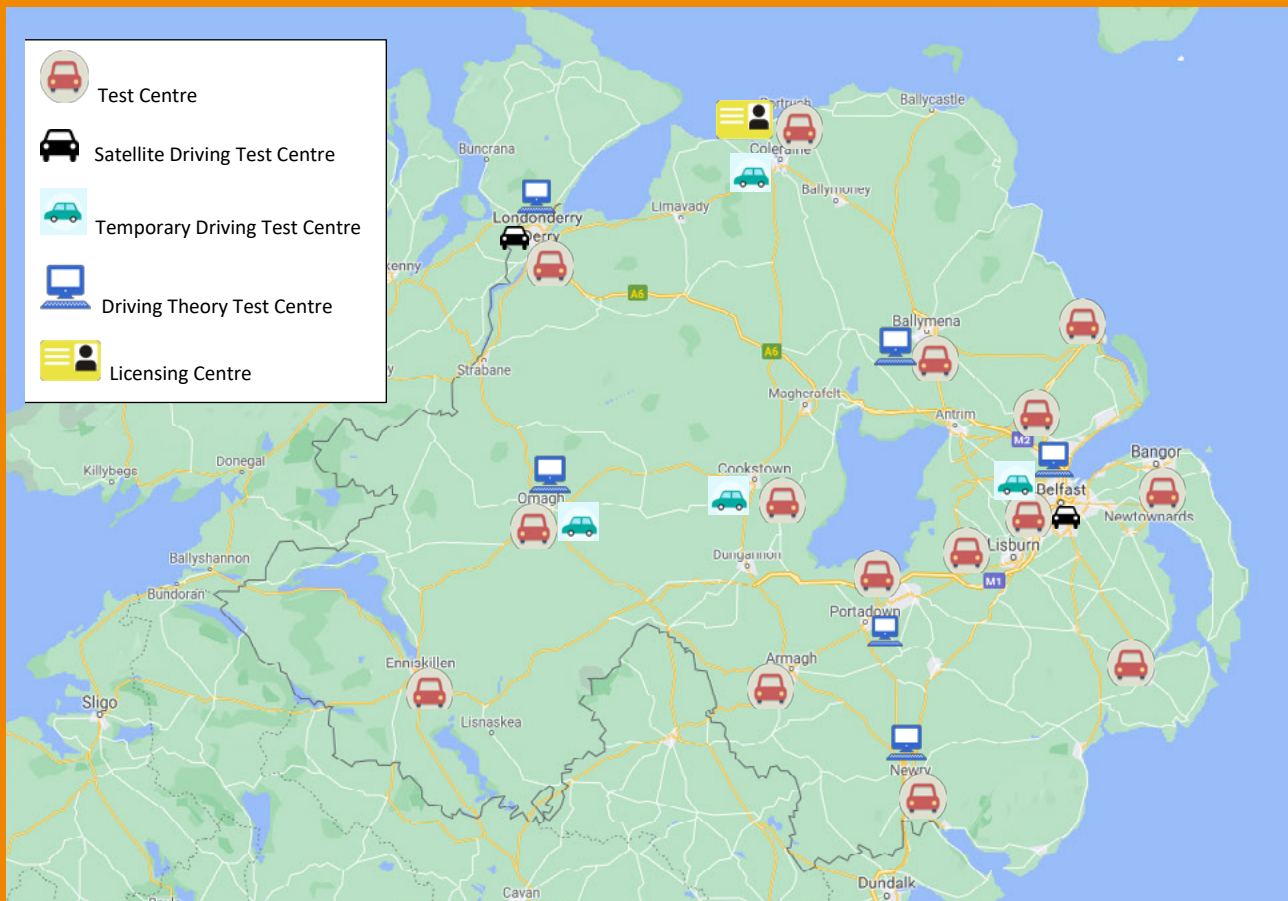 Test Centre
Satellite Driving Test Centre
Temporary Driving Test Centre
Driving Theory Test Centre
Licensing Centre
Ballycastle
Coleraine
Buncrana
Ballymoney
Limavady
Londonderry
Derry
kenny
A6
Ballymena
A6
Strabane
Magherafelt
Antrim
M2
Donegal
Killybegs
Cookstown
Bangor
Omagh
Belfast
Newtownards
Lisburn
Ballyshannon
Dungannon
M1
Bundoran
Portadown
Enniskillen
Armagh
Sligo
Lisnaskea
Newry
Dundalk
Cavan